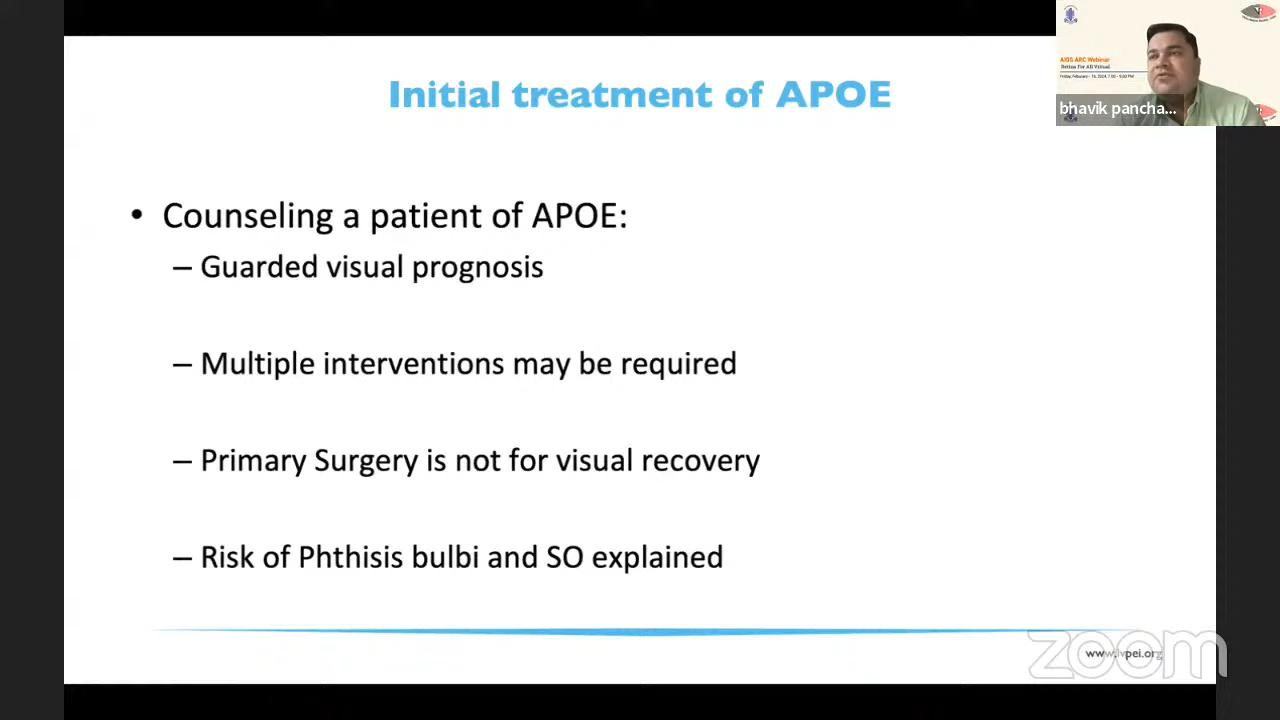 Initial treatment of APOE
• Counseling a patient of APOE:
– Guarded visual prognosis
– Multiple interventions may be required
– Primary Surgery is not for visual recovery
– Risk of Phthisis bulbi and SO explained
www.lvpei.org
zoom
AIOS ARC Webinar
Retina For All Virtual
Friday, February - 16, 2024, 7:00 - 9:00 PM
bhavik pancha...